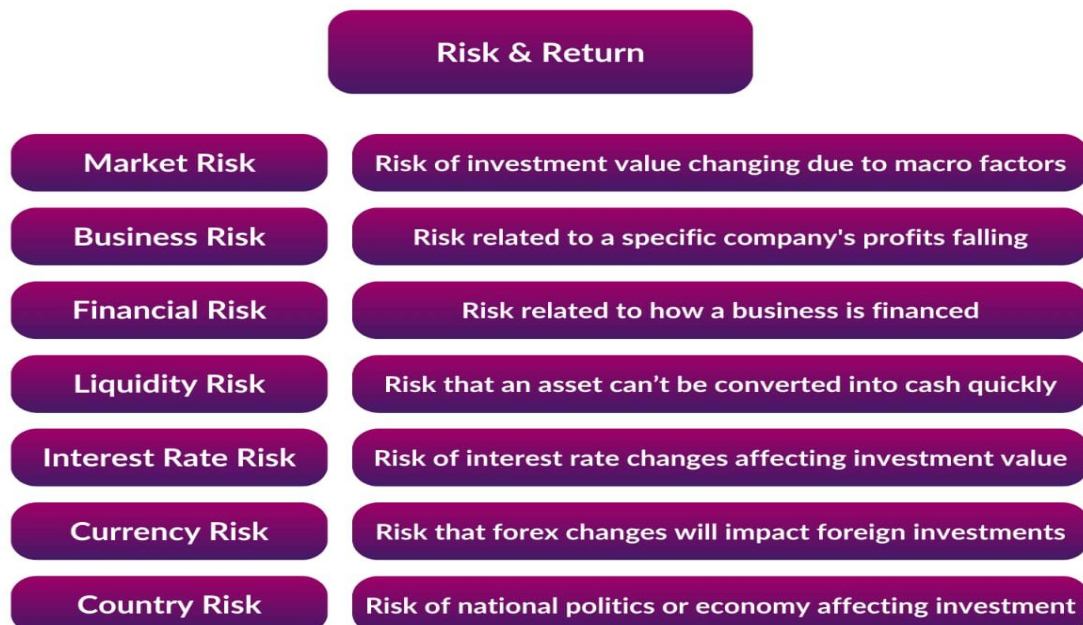 Risk & Return
Market Risk
Risk of investment value changing due to macro factors
Business Risk
Risk related to a specific company's profits falling
Financial Risk
Risk related to how a business is financed
Liquidity Risk
Risk that an asset can’t be converted into cash quickly
Interest Rate Risk
Risk of interest rate changes affecting investment value
Currency Risk
Risk that forex changes will impact foreign investments
Country Risk
Risk of national politics or economy affecting investment